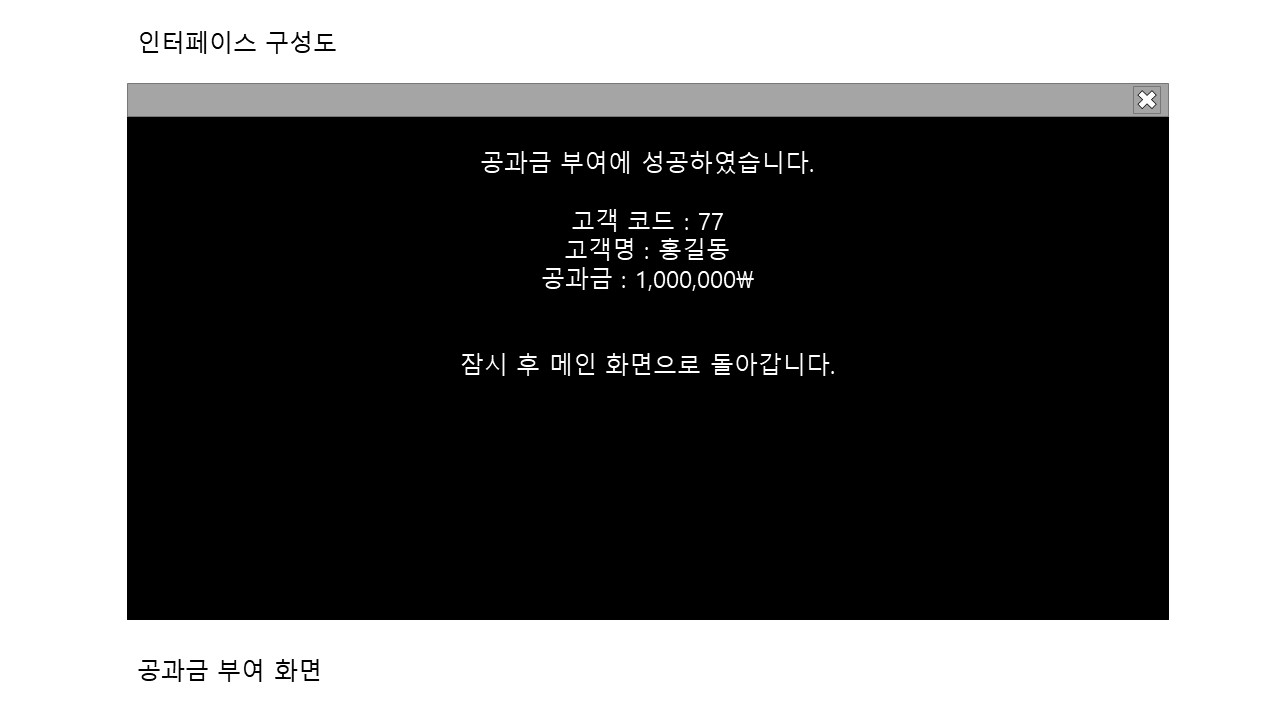 인터페이스 구성도
공과금 부여에 성공하였습니다.
고객 코드 : 77
고객명 : 홍길동
공과금 : 1,000,000₩
잠시 후 메인 화면으로 돌아갑니다.
공과금 부여 화면